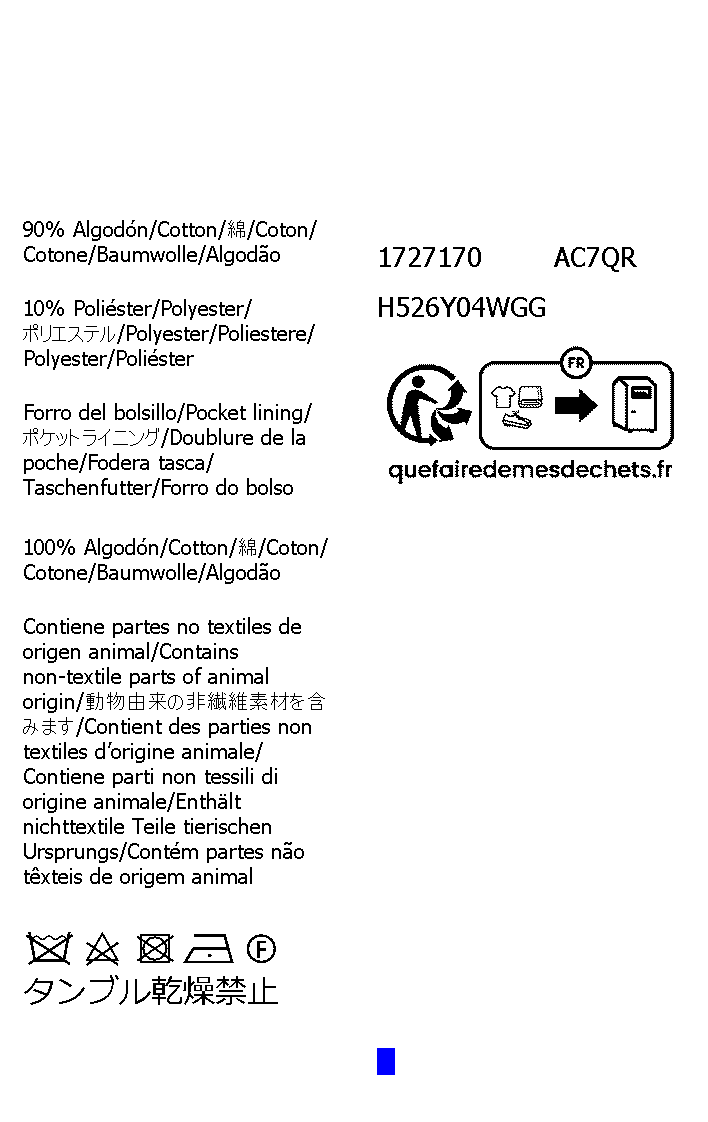 90% Algodón/Cotton/綿/Coton/
Cotone/Baumwolle/Algodão
10% Poliéster/Polyester/
ポリエステル/Polyester/Poliestere/
Polyester/Poliéster
Forro del bolsillo/Pocket lining/
ポケットライニング/Doublure de la
poche/Fodera tasca/
Taschenfutter/Forro do bolso
100% Algodón/Cotton/綿/Coton/
Cotone/Baumwolle/Algodão
Contiene partes no textiles de
origen animal/Contains
non-textile parts of animal
origin/動物由来の非繊維素材を含
みます/Contient des parties non
textiles d’origine animale/
Contiene parti non tessili di
origine animale/Enthält
nichttextile Teile tierischen
Ursprungs/Contém partes não
têxteis de origem animal
F
タンブル乾燥禁止
1727170 AC7QR
H526Y04WGG
FR
quefairedemesdechets.fr